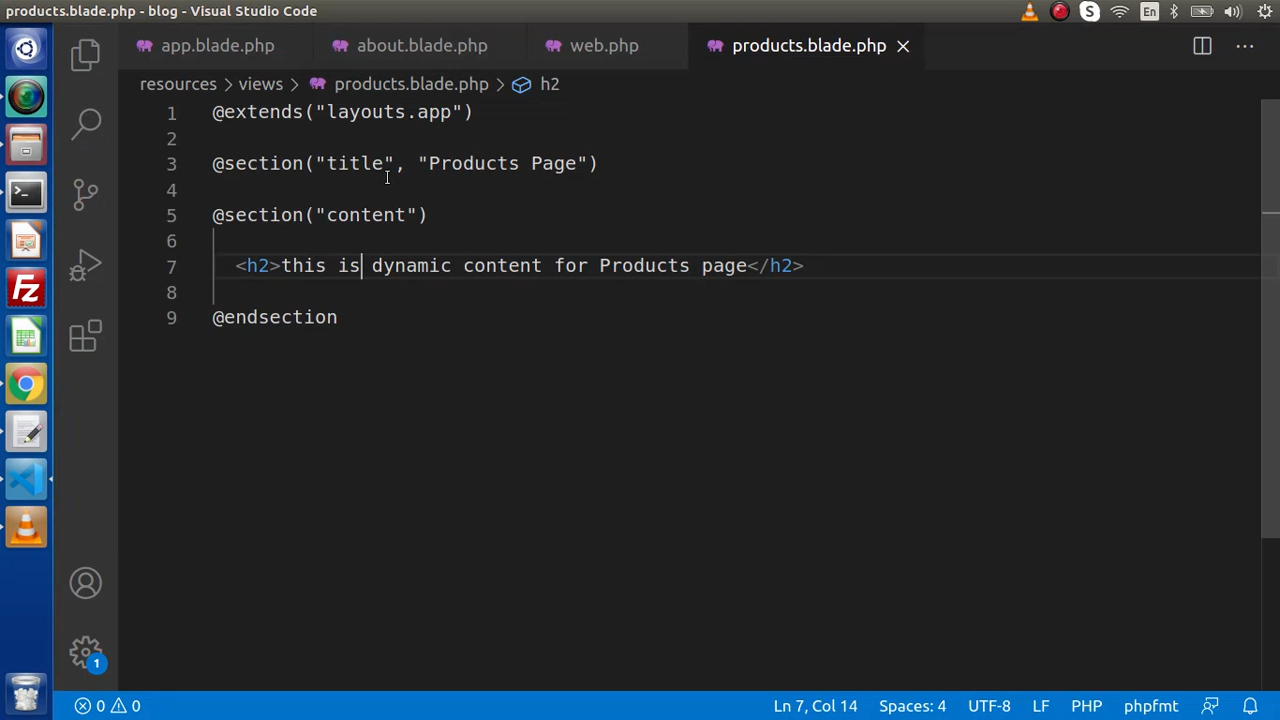 products.blade.php - blog - Visual Studio Code
En
app.blade.php
about.blade.php
web.php
products.blade.php
resources > views > products.blade.php > h2
1 @extends("layouts.app")
2
3 @section("title", "Products Page")
4
5 @section("content")
6
7 <h2>this is dynamic content for Products page</h2>
8
9 @endsection
1
0 0
Ln 7, Col 14
Spaces: 4
UTF-8
LF
PHP
phpfmt